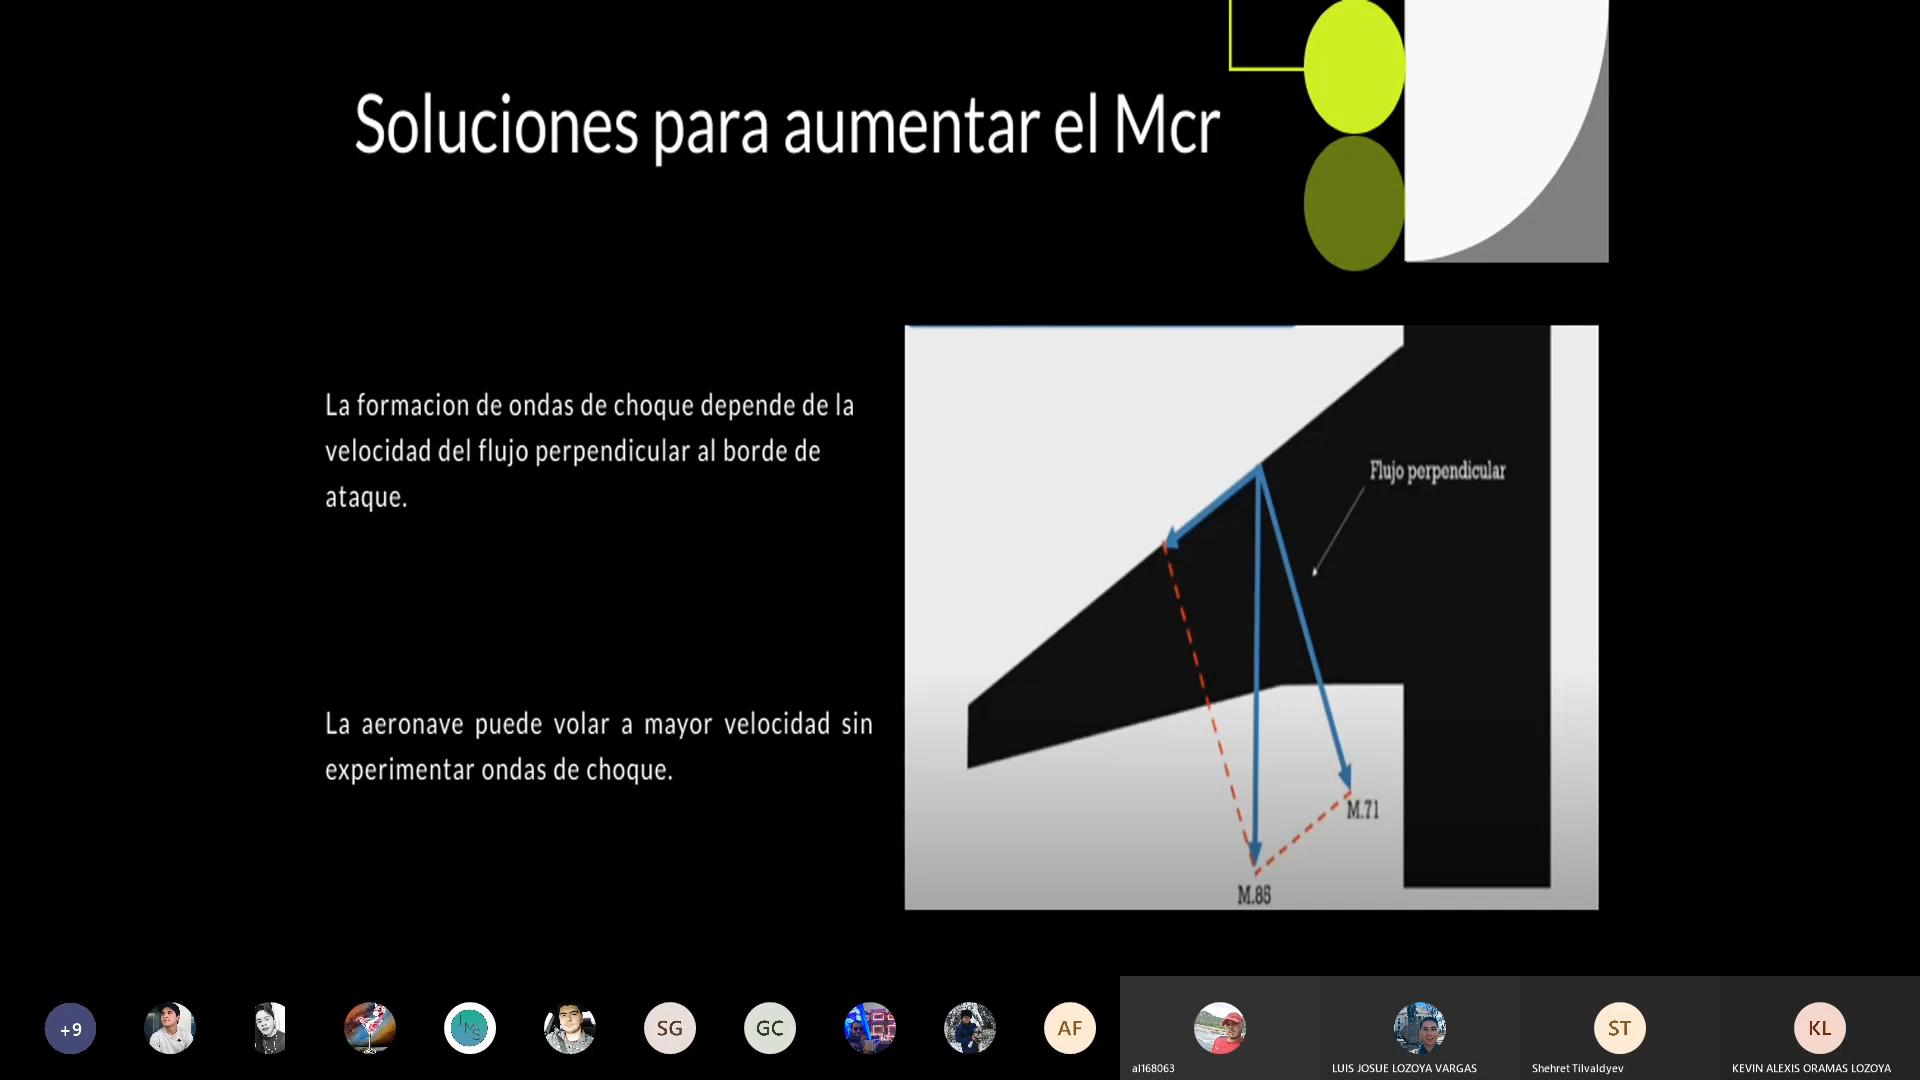 Soluciones para aumentar el Mcr
La formacion de ondas de choque depende de la
velocidad del flujo perpendicular al borde de
ataque.
La aeronave puede volar a mayor velocidad sin
experimentar ondas de choque.
Flujo perpendicular
M.71
M.85
+9
IMS
SG
GC
AF
ST
KL
al168063
LUIS JOSUE LOZOYA VARGAS
Shehret Tilvaldyev
KEVIN ALEXIS ORAMAS LOZOYA